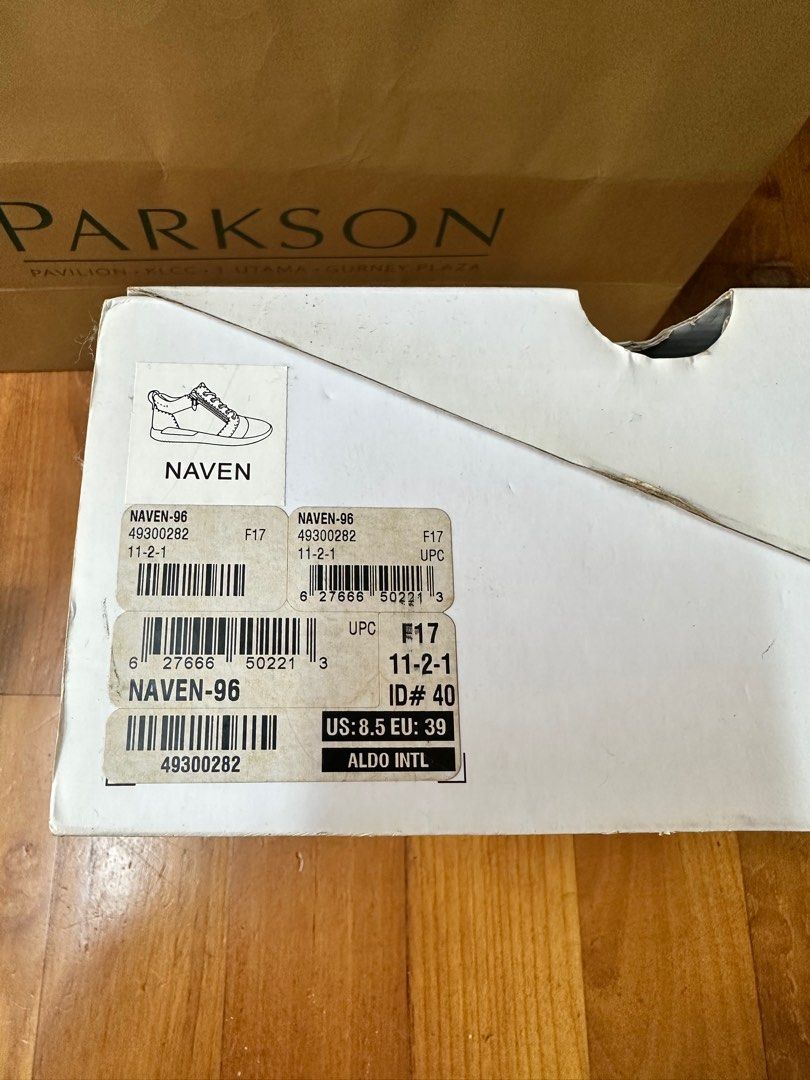 PARKSON
PAVILION · KLCC · 1 UTAMA · GURNEY PLAZA
NAVEN
NAVEN-96
49300282 F17
11-2-1
NAVEN-96
49300282 F17
11-2-1 UPC
6 27666 50221 3
UPC
6 27666 50221 3
NAVEN-96
F17
11-2-1
ID# 40
49300282
US: 8.5 EU: 39
ALDO INTL